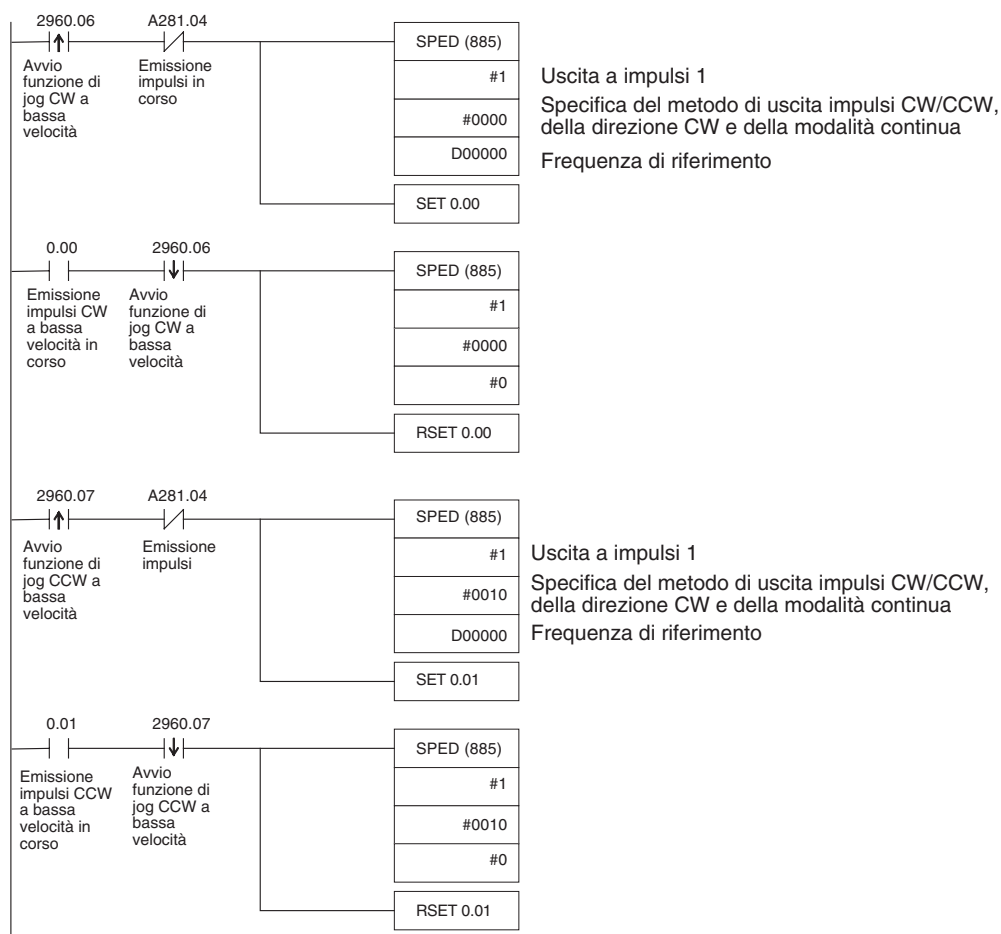 2960.06 A281.04
SPED (885)
Avvio
funzione di
jog CW a
bassa
velocità
Emissione
impulsi in
corso
#1 Uscita a impulsi 1
#0000 Specifica del metodo di uscita impulsi CW/CCW,
della direzione CW e della modalità continua
D00000 Frequenza di riferimento
SET 0.00
0.00 2960.06
SPED (885)
Emissione
impulsi CW
a bassa
velocità in
corso
Avvio
funzione di
jog CW a
bassa
velocità
#1
#0000
#0
RSET 0.00
2960.07 A281.04
SPED (885)
Avvio
funzione di
jog CCW a
bassa
velocità
Emissione
impulsi
#1 Uscita a impulsi 1
#0010 Specifica del metodo di uscita impulsi CW/CCW,
della direzione CW e della modalità continua
D00000 Frequenza di riferimento
SET 0.01
0.01 2960.07
SPED (885)
Emissione
impulsi CCW
a bassa
velocità in
corso
Avvio
funzione di
jog CCW a
bassa
velocità
#1
#0010
#0
RSET 0.01